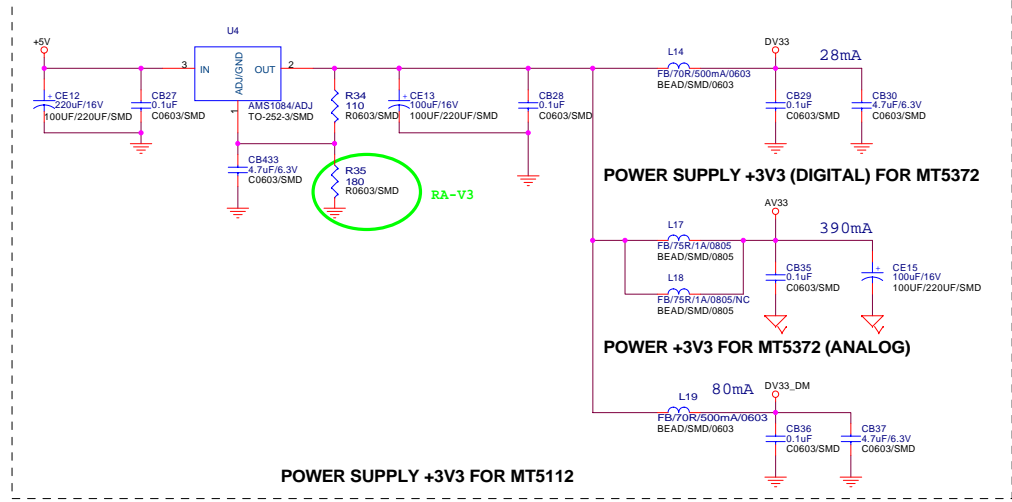 U4
+5V
3
IN
ADJ/GND
OUT
2
1
AMS1084/ADJ
TO-252-3/SMD
+
CE12
220uF/16V
100UF/220UF/SMD
CB27
0.1uF
C0603/SMD
R34
110
R0603/SMD
+
CE13
100uF/16V
100UF/220UF/SMD
CB28
0.1uF
C0603/SMD
CB433
4.7uF/6.3V
C0603/SMD
R35
180
R0603/SMD
RA-V3
L14
FB/70R/500mA/0603
BEAD/SMD/0603
DV33
28mA
CB29
0.1uF
C0603/SMD
CB30
4.7uF/6.3V
C0603/SMD
POWER SUPPLY +3V3 (DIGITAL) FOR MT5372
L17
FB/75R/1A/0805
BEAD/SMD/0805
L18
FB/75R/1A/0805/NC
BEAD/SMD/0805
AV33
390mA
CB35
0.1uF
C0603/SMD
+
CE15
100uF/16V
100UF/220UF/SMD
POWER +3V3 FOR MT5372 (ANALOG)
L19
FB/70R/500mA/0603
BEAD/SMD/0603
80mA
DV33_DM
CB36
0.1uF
C0603/SMD
CB37
4.7uF/6.3V
C0603/SMD
POWER SUPPLY +3V3 FOR MT5112